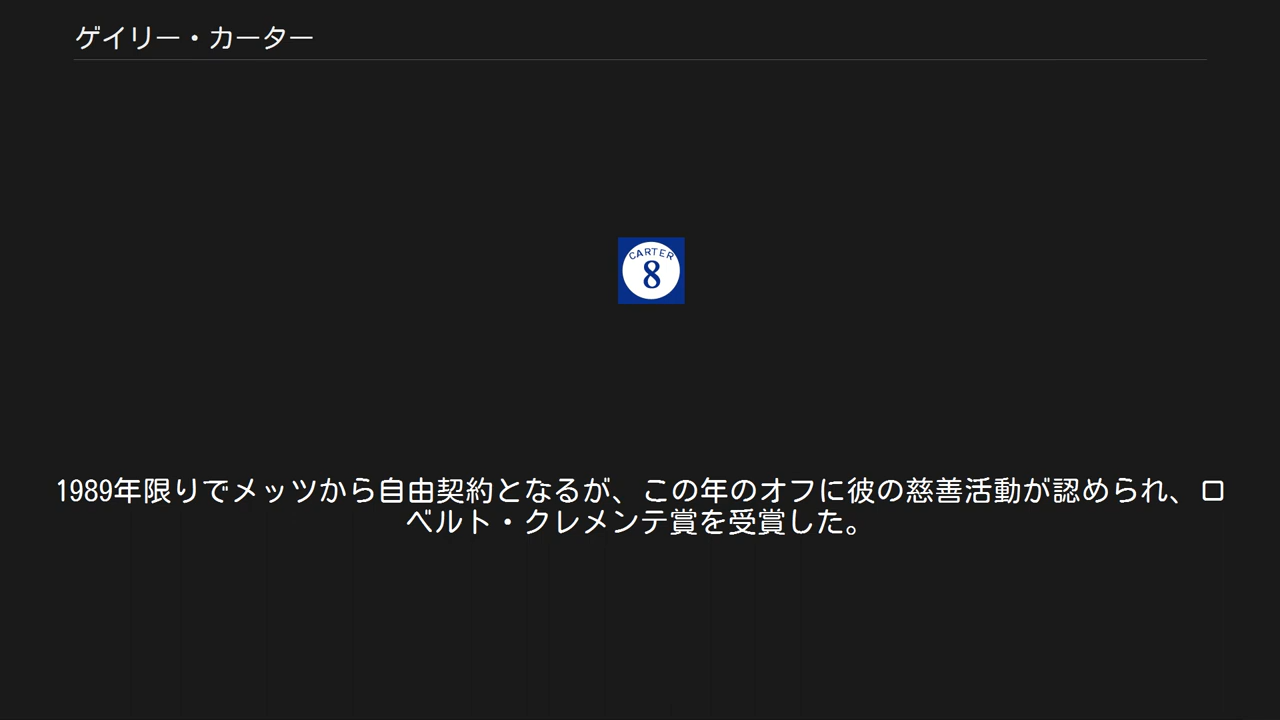 ゲイリー・カーター
CARTER
8
1989年限りでメッツから自由契約となるが、この年のオフに彼の慈善活動が認められ、ロ
ベルト・クレメンテ賞を受賞した。